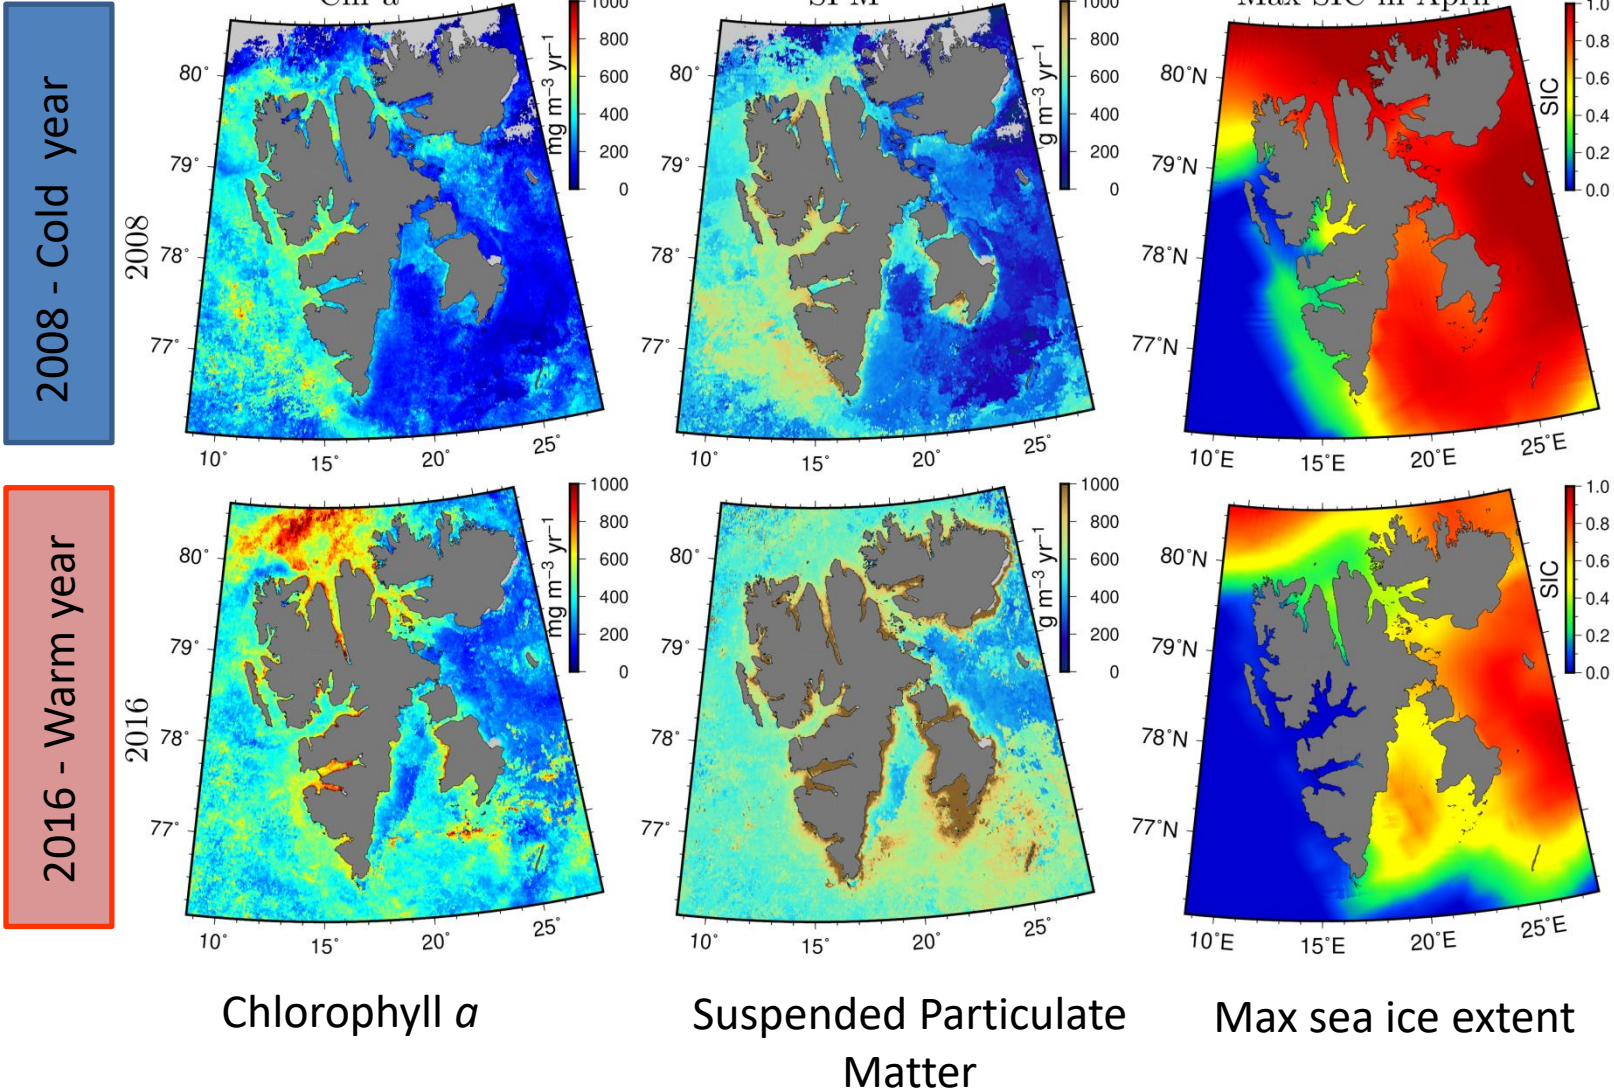 Chl-a
SPM
Max SIC in April
2008 - Cold year
2008
80°
79°
78°
77°
10°
15°
20°
25°
1000
800
600
400
200
0
mg m⁻³ yr⁻¹
80°
79°
78°
77°
10°
15°
20°
25°
1000
800
600
400
200
0
g m⁻³ yr⁻¹
80°N
79°N
78°N
77°N
10°E
15°E
20°E
25°E
1.0
0.8
0.6
0.4
0.2
0.0
SIC
2016 - Warm year
2016
80°
79°
78°
77°
10°
15°
20°
25°
1000
800
600
400
200
0
mg m⁻³ yr⁻¹
80°
79°
78°
77°
10°
15°
20°
25°
1000
800
600
400
200
0
g m⁻³ yr⁻¹
80°N
79°N
78°N
77°N
10°E
15°E
20°E
25°E
1.0
0.8
0.6
0.4
0.2
0.0
SIC
Chlorophyll a
Suspended Particulate
Matter
Max sea ice extent